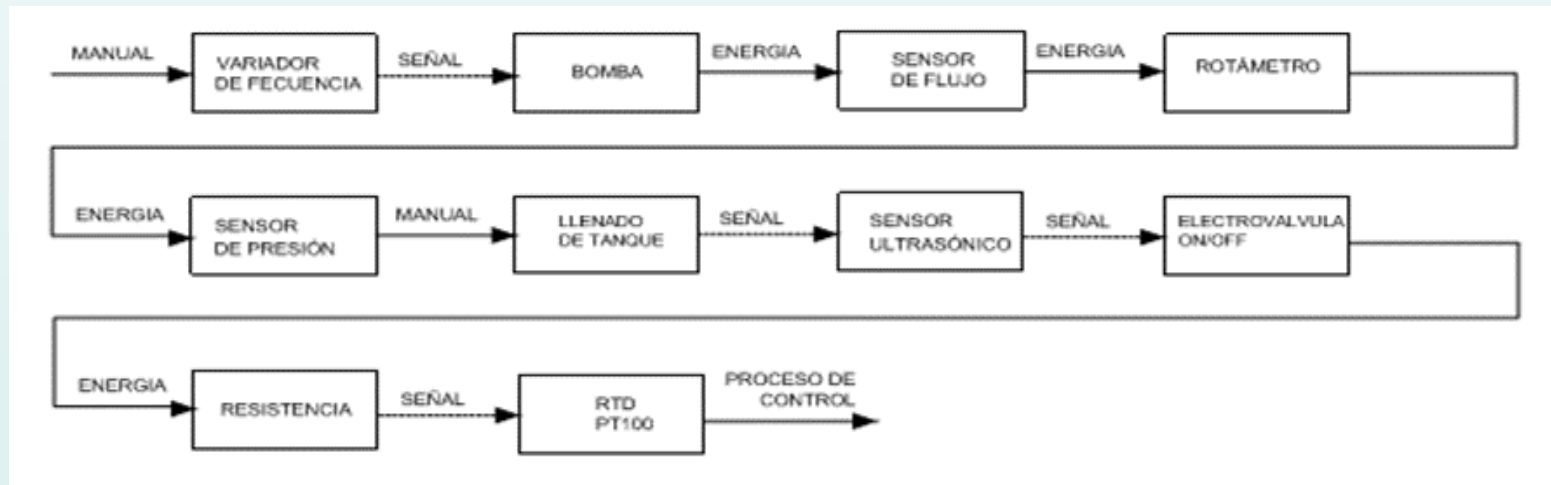 MANUAL
VARIADOR
DE FECUENCIA
SEÑAL
BOMBA
ENERGIA
SENSOR
DE FLUJO
ENERGIA
ROTÁMETRO
ENERGIA
SENSOR
DE PRESIÓN
MANUAL
LLENADO
DE TANQUE
SEÑAL
SENSOR
ULTRASÓNICO
SEÑAL
ELECTROVALVULA
ON/OFF
ENERGIA
RESISTENCIA
SEÑAL
RTD
PT100
PROCESO DE
CONTROL